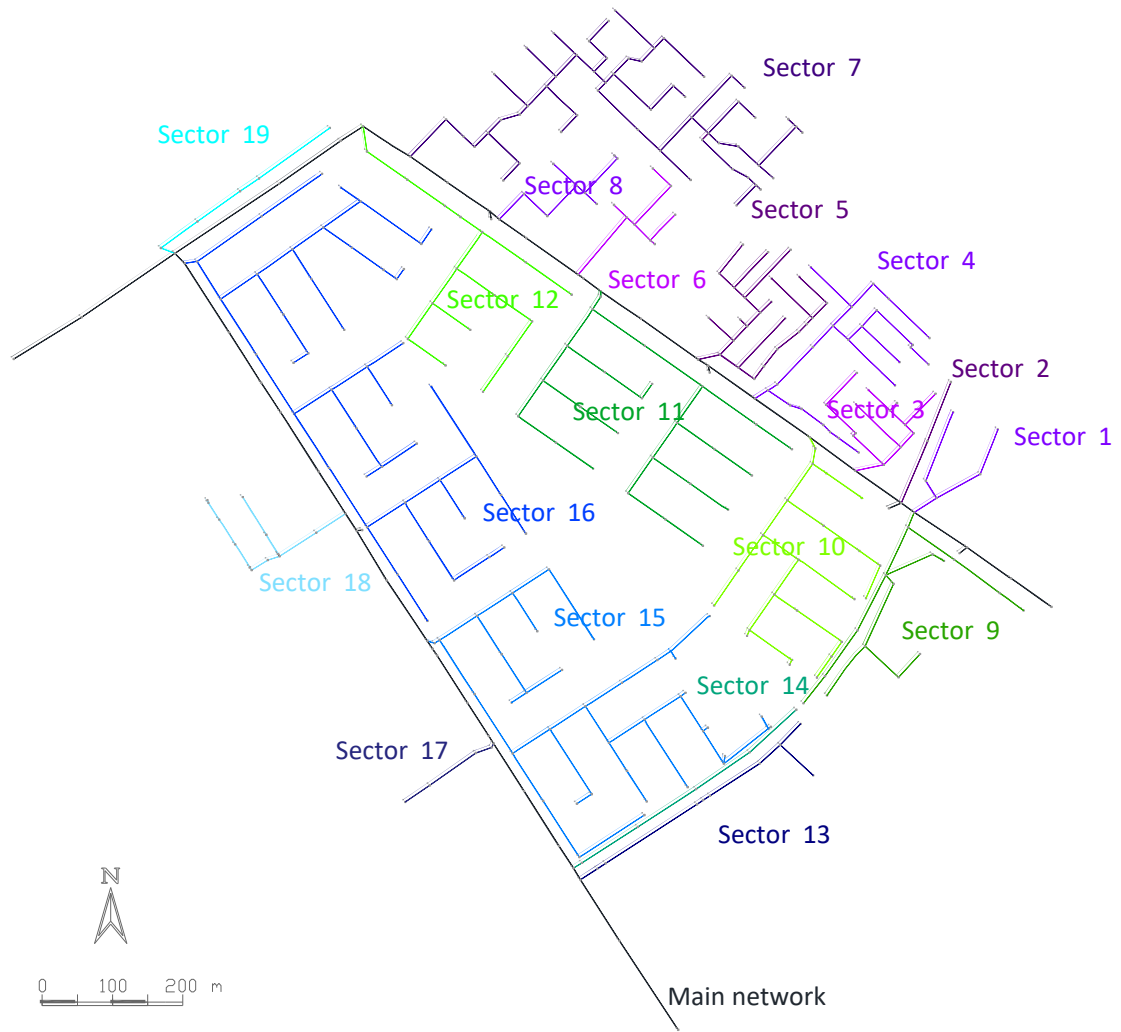 Sector 7
Sector 19
Sector 8
Sector 5
Sector 4
Sector 6
Sector 12
Sector 2
Sector 3
Sector 11
Sector 1
Sector 16
Sector 10
Sector 18
Sector 15
Sector 9
Sector 14
Sector 17
Sector 13
N
0 100 200 m
Main network